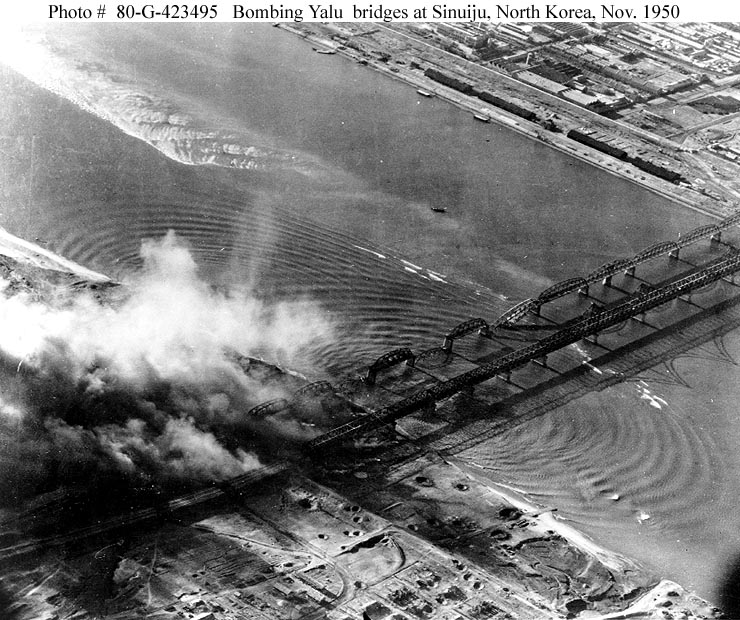 Photo # 80-G-423495 Bombing Yalu bridges at Sinuiju, North Korea, Nov. 1950